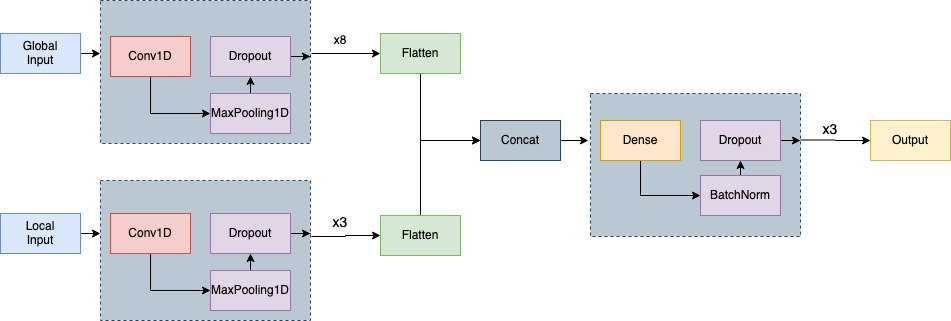 Global
Input
Conv1D
Dropout
MaxPooling1D
x8
Flatten
Local
Input
Conv1D
Dropout
MaxPooling1D
x3
Flatten
Concat
Dense
Dropout
BatchNorm
x3
Output